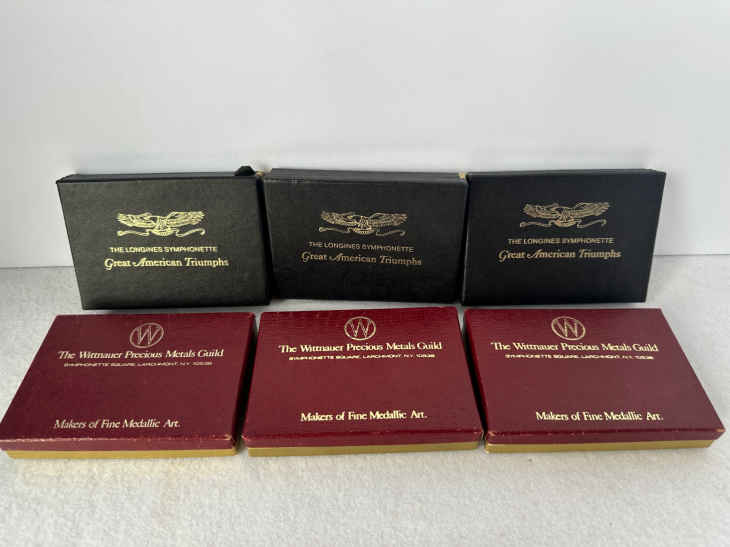 THE LONGINES SYMPHONETTE
Great American Triumphs
THE LONGINES SYMPHONETTE
Great American Triumphs
THE LONGINES SYMPHONETTE
Great American Triumphs
W
The Wittnauer Precious Metals Guild
SYMPHONETTE SQUARE, LARCHMONT, N.Y. 10538
Makers of Fine Medallic Art.
W
The Wittnauer Precious Metals Guild
SYMPHONETTE SQUARE, LARCHMONT, N.Y. 10538
Makers of Fine Medallic Art.
W
The Wittnauer Precious Metals Guild
SYMPHONETTE SQUARE, LARCHMONT, N.Y. 10538
Makers of Fine Medallic Art.